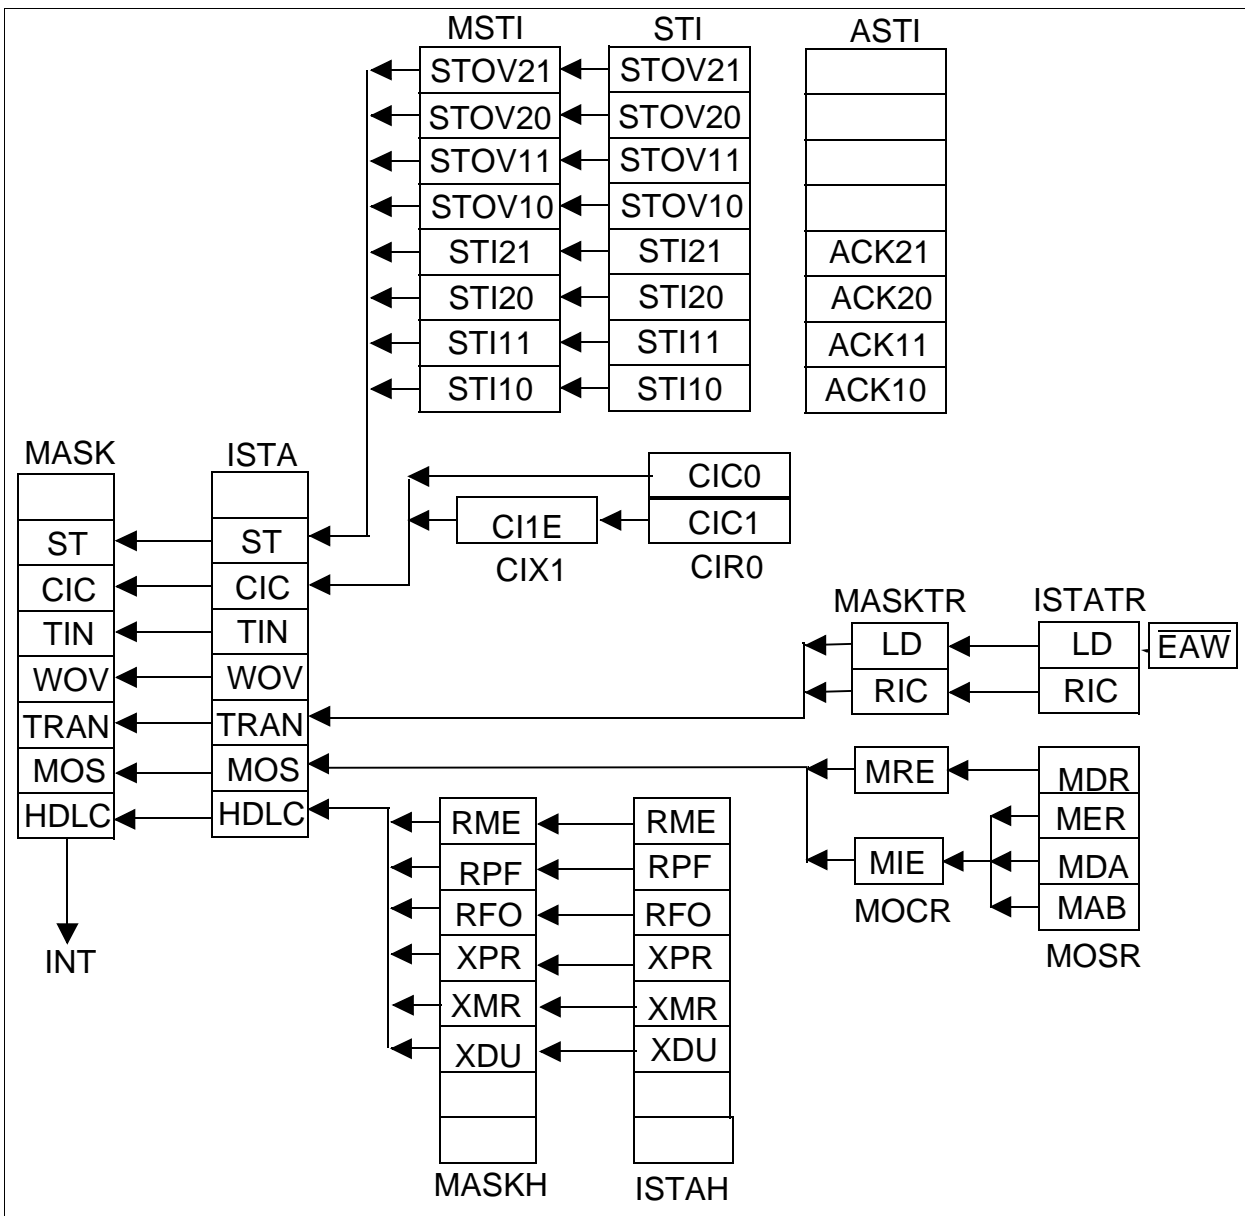 MSTI STI ASTI
STOV21 STOV21
STOV20 STOV20
STOV11 STOV11
STOV10 STOV10
STI21 STI21 ACK21
STI20 STI20 ACK20
STI11 STI11 ACK11
STI10 STI10 ACK10
MASK ISTA
CIC0
ST ST CI1E CIC1
CIX1 CIR0
CIC CIC
MASKTR ISTATR
TIN TIN LD LD EAW
WOV WOV RIC RIC
TRAN TRAN
MOS MOS MRE MDR
HDLC HDLC RME RME MER
RPF RPF MIE MDA
RFO RFO MOCR MAB
INT XPR XPR MOSR
XMR XMR
XDU XDU
MASKH ISTAH